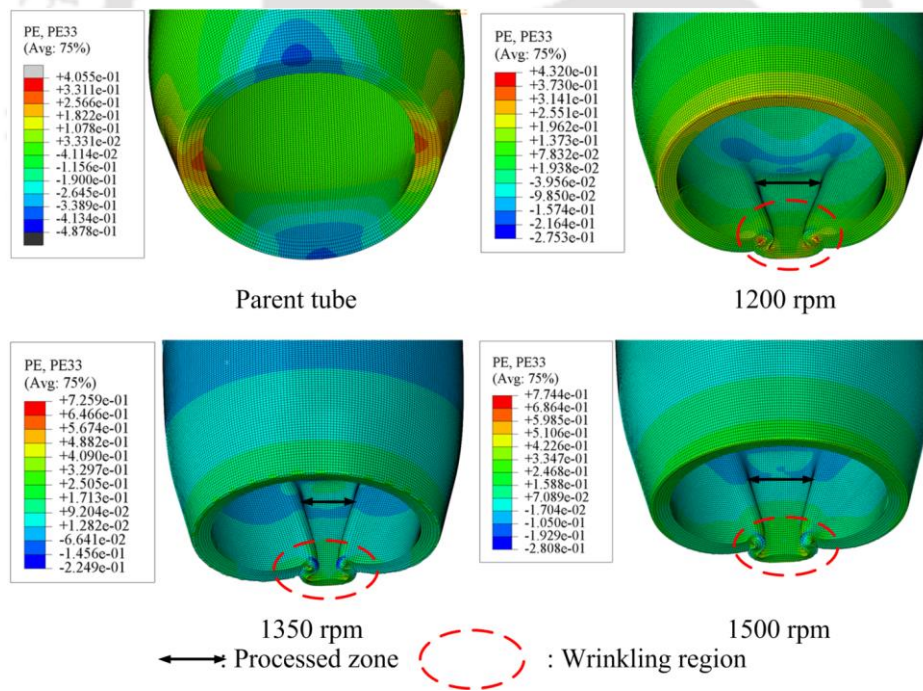 PE, PE33
(Avg: 75%)
+4.055e-01
+3.311e-01
+2.566e-01
+1.822e-01
+1.078e-01
+3.331e-02
-4.114e-02
-1.156e-01
-1.900e-01
-2.645e-01
-3.389e-01
-4.134e-01
-4.878e-01
Parent tube
PE, PE33
(Avg: 75%)
+4.320e-01
+3.730e-01
+3.141e-01
+2.551e-01
+1.962e-01
+1.373e-01
+7.832e-02
+1.938e-02
-3.956e-02
-9.850e-02
-1.574e-01
-2.164e-01
-2.753e-01
1200 rpm
PE, PE33
(Avg: 75%)
+7.259e-01
+6.466e-01
+5.674e-01
+4.882e-01
+4.090e-01
+3.297e-01
+2.505e-01
+1.713e-01
+9.204e-02
+1.282e-02
-6.641e-02
-1.456e-01
-2.249e-01
1350 rpm
PE, PE33
(Avg: 75%)
+7.744e-01
+6.864e-01
+5.985e-01
+5.106e-01
+4.226e-01
+3.347e-01
+2.468e-01
+1.588e-01
+7.089e-02
-1.704e-02
-1.050e-01
-1.929e-01
-2.808e-01
1500 rpm
: Processed zone : Wrinkling region